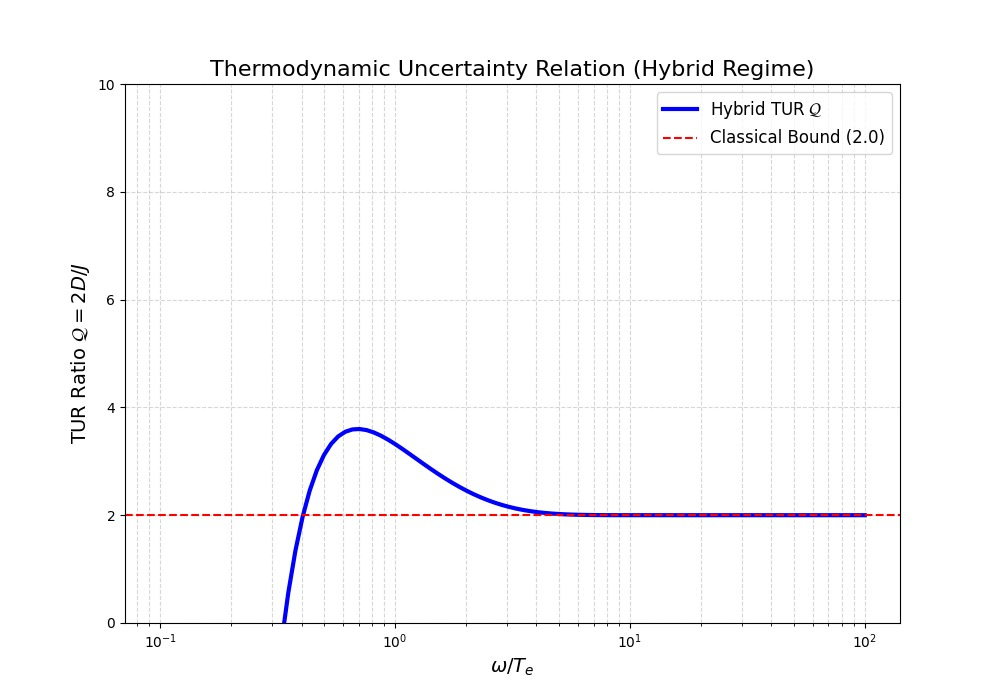 Thermodynamic Uncertainty Relation (Hybrid Regime)
Hybrid TUR 𝒬
Classical Bound (2.0)
TUR Ratio 𝒬 = 2D/J
10
8
6
4
2
0
10⁻¹
10⁰
10¹
10²
ω/Tₑ